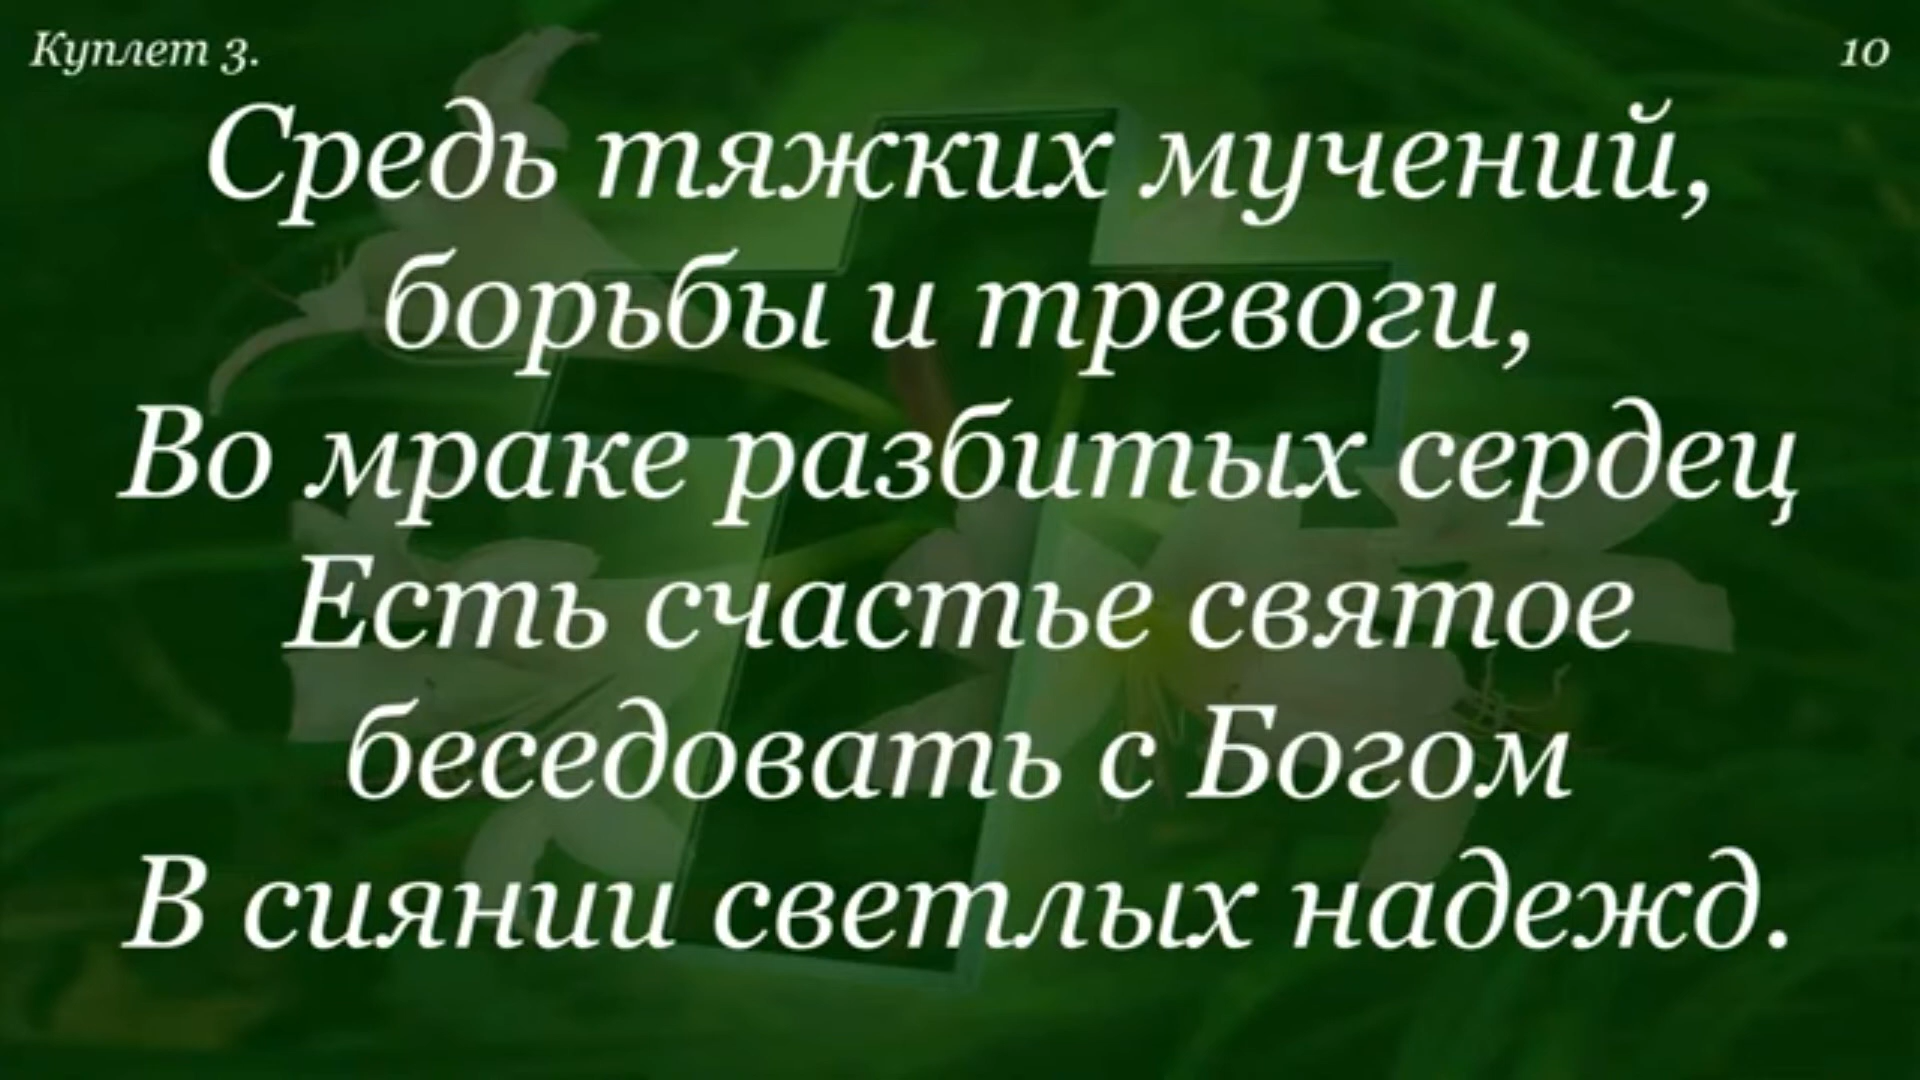 Куплет 3.
10
Средь тяжких мучений,
борьбы и тревоги,
Во мраке разбитых сердец
Есть счастье святое
беседовать с Богом
В сиянии светлых надежд.